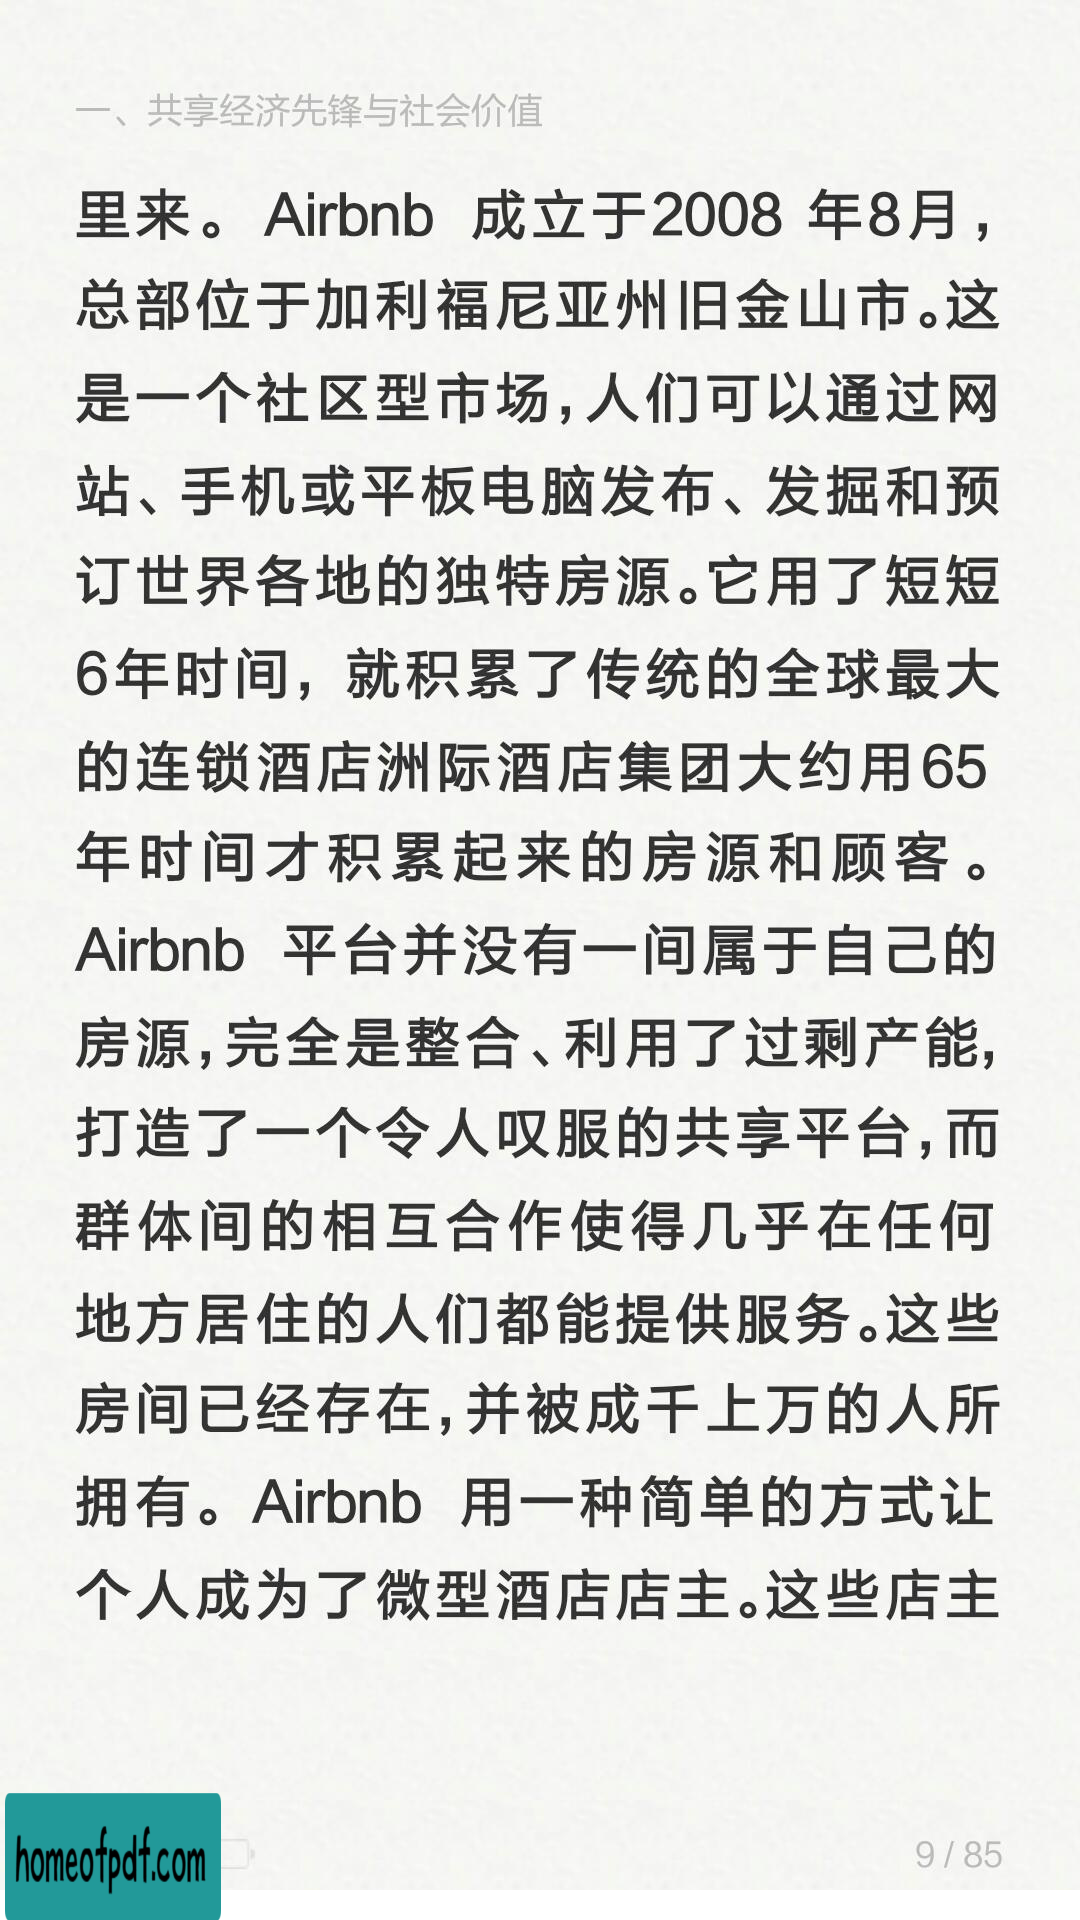 一、共享经济先锋与社会价值
里来。Airbnb 成立于2008 年8月，
总部位于加利福尼亚州旧金山市。这
是一个社区型市场,人们可以通过网
站、手机或平板电脑发布、发掘和预
订世界各地的独特房源。它用了短短
6年时间，就积累了传统的全球最大
的连锁酒店洲际酒店集团大约用65
年时间才积累起来的房源和顾客。
Airbnb 平台并没有一间属于自己的
房源,完全是整合、利用了过剩产能,
打造了一个令人叹服的共享平台,而
群体间的相互合作使得几乎在任何
地方居住的人们都能提供服务。这些
房间已经存在,并被成千上万的人所
拥有。Airbnb 用一种简单的方式让
个人成为了微型酒店店主。这些店主
homeofpdf.com
9 / 85